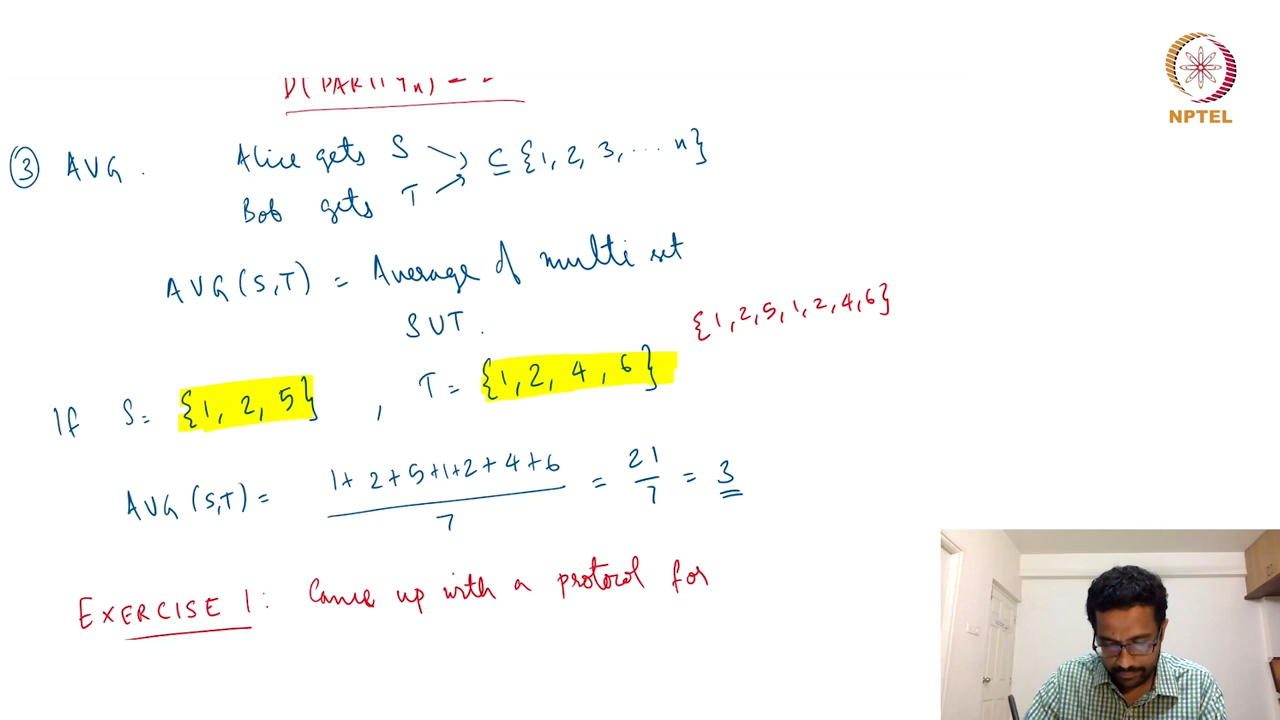 D(PARITYn) = 2
③ AVG. Alice gets S ⊆ {1, 2, 3, ... n}
Bob gets T
AVG(S,T) = Average of multi set
S∪T.
{1, 2, 5, 1, 2, 4, 6}
If S = {1, 2, 5} , T = {1, 2, 4, 6}
AVG(S,T) = 1+2+5+1+2+4+6 / 7 = 21/7 = 3
EXERCISE 1: Come up with a protocol for
NPTEL